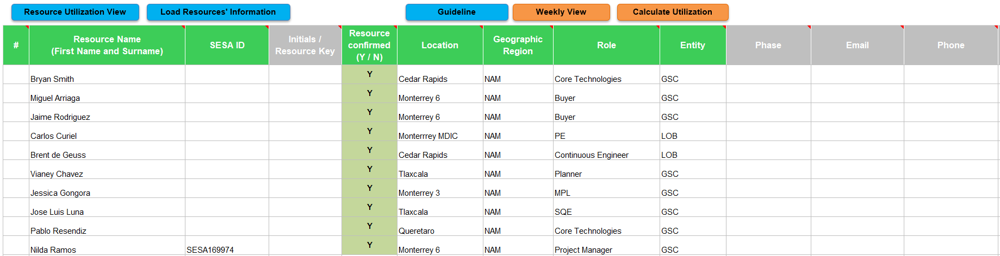 Resource Utilization View Load Resources' Information Guideline Weekly View Calculate Utilization
# Resource Name (First Name and Surname) SESA ID Initials / Resource Key Resource confirmed (Y / N) Location Geographic Region Role Entity Phase Email Phone
Bryan Smith Y Cedar Rapids NAM Core Technologies GSC
Miguel Arriaga Y Monterrey 6 NAM Buyer GSC
Jaime Rodriguez Y Monterrey 6 NAM Buyer GSC
Carlos Curiel Y Monterrrey MDIC NAM PE LOB
Brent de Geuss Y Cedar Rapids NAM Continuous Engineer LOB
Vianey Chavez Y Tlaxcala NAM Planner GSC
Jessica Gongora Y Monterrey 3 NAM MPL GSC
Jose Luis Luna Y Tlaxcala NAM SQE GSC
Pablo Resendiz Y Queretaro NAM Core Technologies GSC
Nilda Ramos SESA169974 Y Monterrey 6 NAM Project Manager GSC